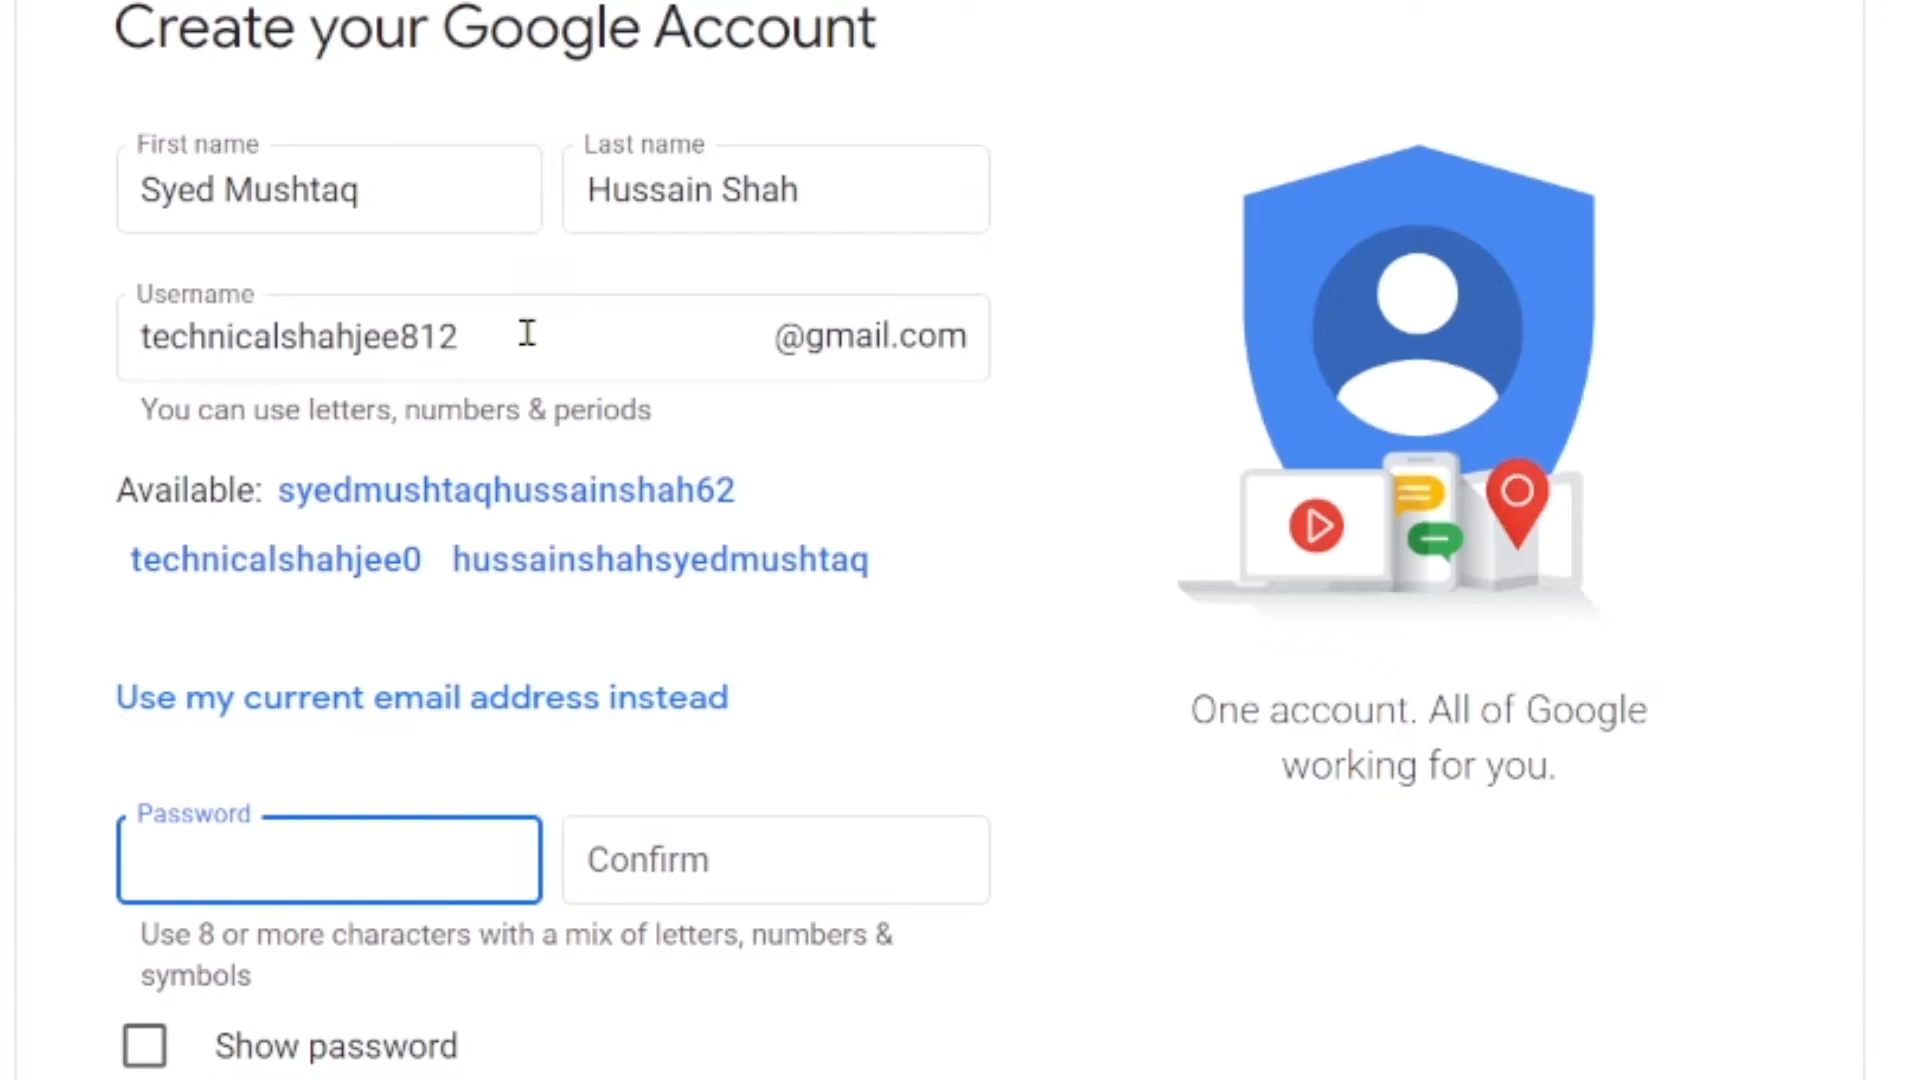 Create your Google Account
First name
Last name
Syed Mushtaq
Hussain Shah
Username
technicalshahjee812
@gmail.com
You can use letters, numbers & periods
Available: syedmushtaqhussainshah62
technicalshahjee0 hussainshahsyedmushtaq
Use my current email address instead
One account. All of Google
working for you.
Password
Confirm
Use 8 or more characters with a mix of letters, numbers &
symbols
Show password